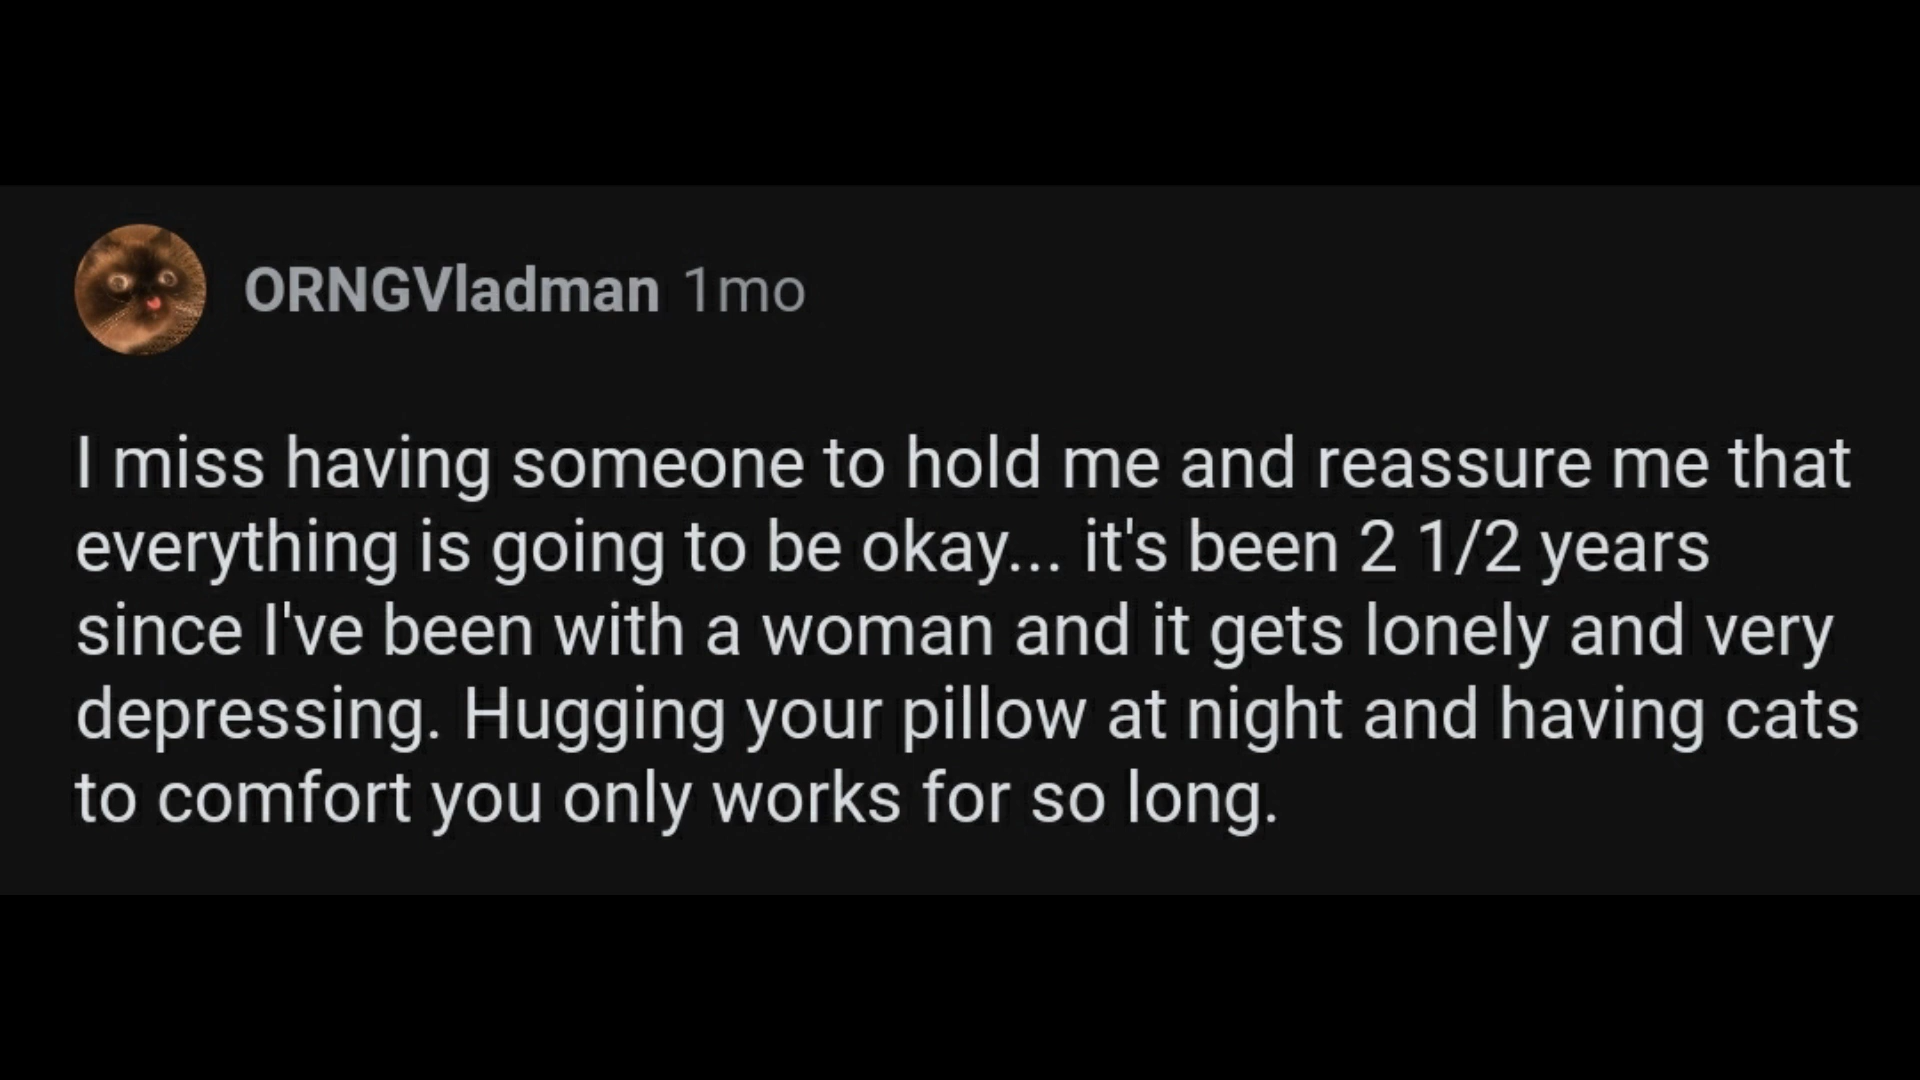 ORNGVladman 1mo
I miss having someone to hold me and reassure me that
everything is going to be okay... it's been 2 1/2 years
since I've been with a woman and it gets lonely and very
depressing. Hugging your pillow at night and having cats
to comfort you only works for so long.